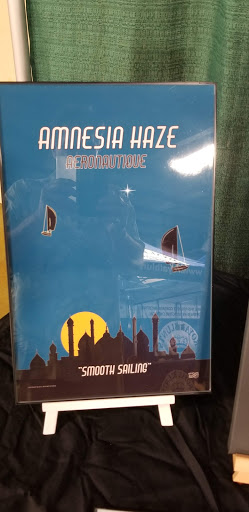 AMNESIA HAZE
AERONAUTIQUE
"SMOOTH SAILING"